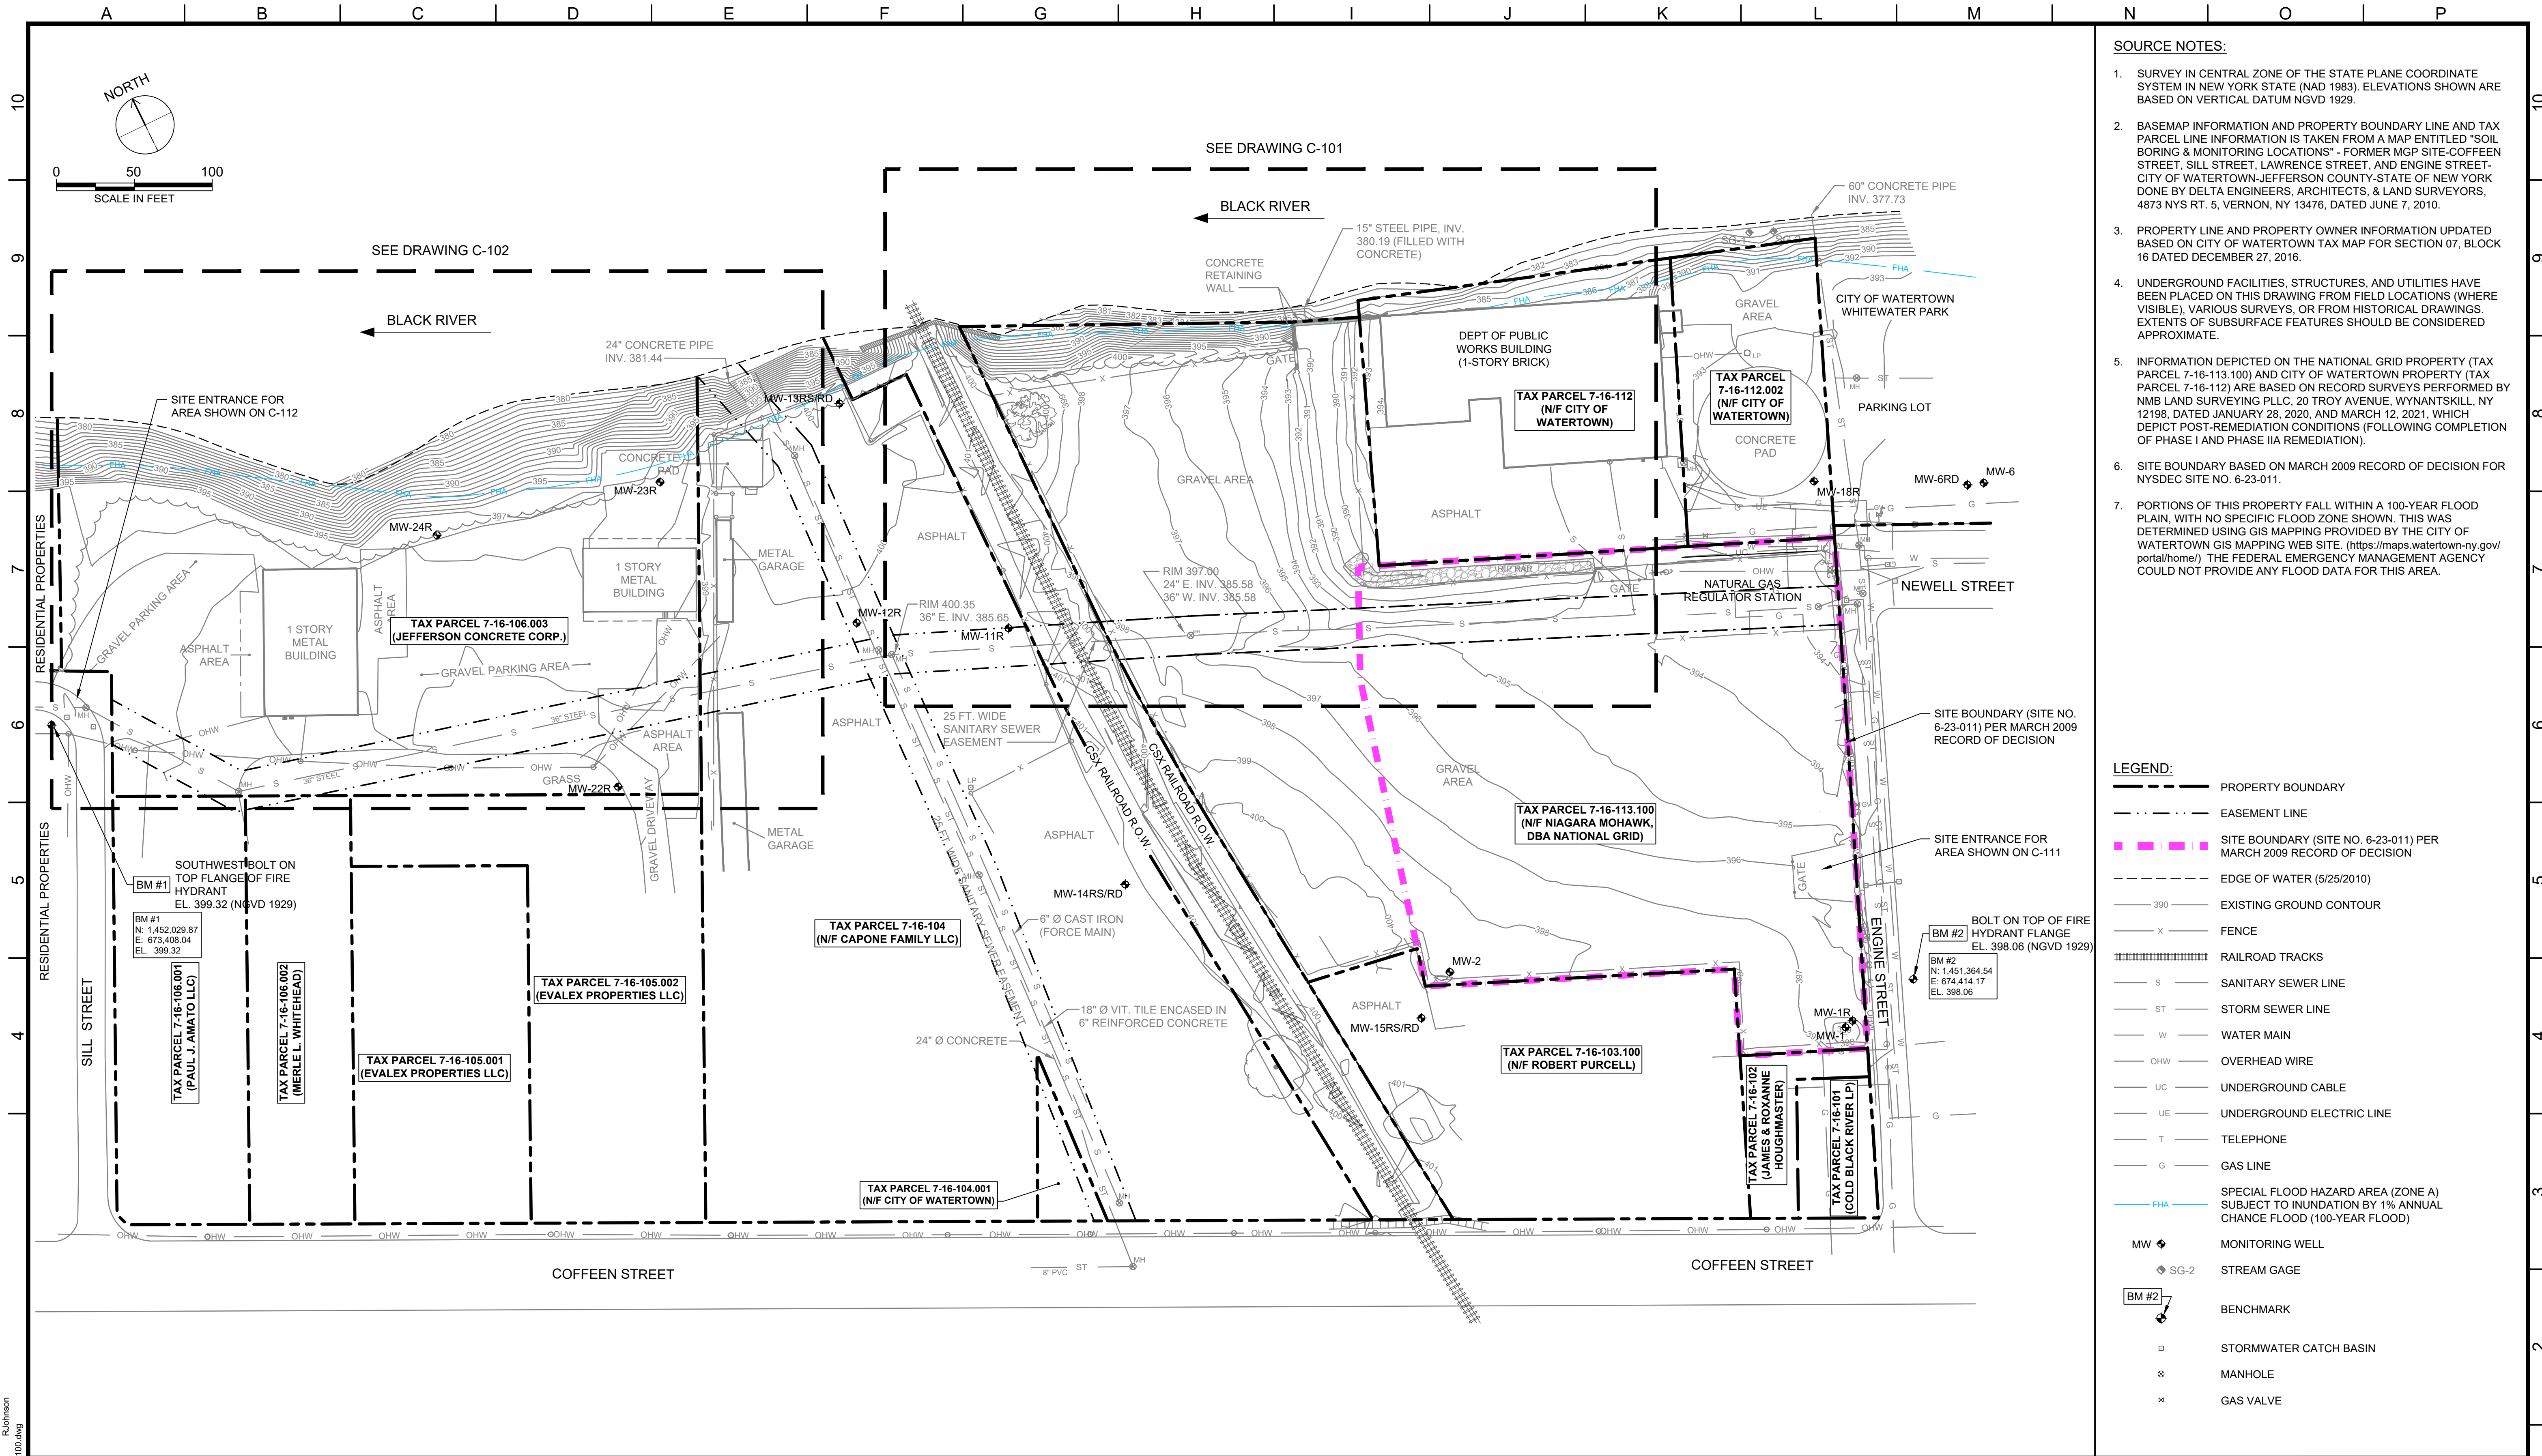 A B C D E F G H I J K L M N O P
10
9
8
7
6
5
4
3
2
NORTH
0 50 100
SCALE IN FEET
SEE DRAWING C-102
SEE DRAWING C-101
BLACK RIVER
BLACK RIVER
60" CONCRETE PIPE
INV. 377.73
15" STEEL PIPE, INV.
380.19 (FILLED WITH
CONCRETE)
CONCRETE
RETAINING
WALL
24" CONCRETE PIPE
INV. 381.44
SITE ENTRANCE FOR
AREA SHOWN ON C-112
DEPT OF PUBLIC
WORKS BUILDING
(1-STORY BRICK)
TAX PARCEL 7-16-112
(N/F CITY OF
WATERTOWN)
TAX PARCEL
7-16-112.002
(N/F CITY OF
WATERTOWN)
GRAVEL
AREA
CITY OF WATERTOWN
WHITEWATER PARK
PARKING LOT
CONCRETE
PAD
SG-1
SG-2
GATE
MW-13RS/RD
MW-23R
MW-24R
MW-18R
MW-6RD
MW-6
CONCRETE
PAD
GRAVEL AREA
ASPHALT
ASPHALT
RIP RAP
GATE
NATURAL GAS
REGULATOR STATION
NEWELL STREET
RESIDENTIAL PROPERTIES
GRAVEL PARKING AREA
ASPHALT
AREA
1 STORY
METAL
BUILDING
ASPHALT
AREA
1 STORY
METAL
BUILDING
METAL
GARAGE
TAX PARCEL 7-16-106.003
(JEFFERSON CONCRETE CORP.)
GRAVEL PARKING AREA
RIM 397.00
24" E. INV. 385.58
36" W. INV. 385.58
RIM 400.35
36" E. INV. 385.65
MW-12R
MW-11R
ASPHALT
25 FT. WIDE
SANITARY SEWER
EASEMENT
36" STEEL
36" STEEL
ASPHALT
AREA
GRASS
MW-22R
GRAVEL DRIVEWAY
METAL
GARAGE
CSX RAILROAD R.O.W.
CSX RAILROAD R.O.W.
GRAVEL
AREA
SITE BOUNDARY (SITE NO.
6-23-011) PER MARCH 2009
RECORD OF DECISION
TAX PARCEL 7-16-113.100
(N/F NIAGARA MOHAWK,
DBA NATIONAL GRID)
SITE ENTRANCE FOR
AREA SHOWN ON C-111
GATE
ENGINE STREET
RESIDENTIAL PROPERTIES
BM #1
SOUTHWEST BOLT ON
TOP FLANGE OF FIRE
HYDRANT
EL. 399.32 (NGVD 1929)
BM #1
N: 1,452,029.87
E: 673,408.04
EL. 399.32
BM #2
BOLT ON TOP OF FIRE
HYDRANT FLANGE
EL. 398.06 (NGVD 1929)
BM #2
N: 1,451,364.54
E: 674,414.17
EL. 398.06
SILL STREET
TAX PARCEL 7-16-106.001
(PAUL J. AMATO LLC)
TAX PARCEL 7-16-106.002
(MERLE L. WHITEHEAD)
TAX PARCEL 7-16-105.001
(EVALEX PROPERTIES LLC)
TAX PARCEL 7-16-105.002
(EVALEX PROPERTIES LLC)
TAX PARCEL 7-16-104
(N/F CAPONE FAMILY LLC)
ASPHALT
MW-14RS/RD
6" Ø CAST IRON
(FORCE MAIN)
25 FT. WIDE SANITARY SEWER EASEMENT
18" Ø VIT. TILE ENCASED IN
6" REINFORCED CONCRETE
24" Ø CONCRETE
TAX PARCEL 7-16-104.001
(N/F CITY OF WATERTOWN)
MW-2
ASPHALT
MW-15RS/RD
MW-1R
MW-1
TAX PARCEL 7-16-103.100
(N/F ROBERT PURCELL)
TAX PARCEL 7-16-102
(JAMES & ROXANNE
HOUGHMASTER)
TAX PARCEL 7-16-101
(COLD BLACK RIVER LP)
8" PVC ST MH
COFFEEN STREET
COFFEEN STREET
SOURCE NOTES:
1. SURVEY IN CENTRAL ZONE OF THE STATE PLANE COORDINATE
SYSTEM IN NEW YORK STATE (NAD 1983). ELEVATIONS SHOWN ARE
BASED ON VERTICAL DATUM NGVD 1929.
2. BASEMAP INFORMATION AND PROPERTY BOUNDARY LINE AND TAX
PARCEL LINE INFORMATION IS TAKEN FROM A MAP ENTITLED "SOIL
BORING & MONITORING LOCATIONS" - FORMER MGP SITE-COFFEEN
STREET, SILL STREET, LAWRENCE STREET, AND ENGINE STREET-
CITY OF WATERTOWN-JEFFERSON COUNTY-STATE OF NEW YORK
DONE BY DELTA ENGINEERS, ARCHITECTS, & LAND SURVEYORS,
4873 NYS RT. 5, VERNON, NY 13476, DATED JUNE 7, 2010.
3. PROPERTY LINE AND PROPERTY OWNER INFORMATION UPDATED
BASED ON CITY OF WATERTOWN TAX MAP FOR SECTION 07, BLOCK
16 DATED DECEMBER 27, 2016.
4. UNDERGROUND FACILITIES, STRUCTURES, AND UTILITIES HAVE
BEEN PLACED ON THIS DRAWING FROM FIELD LOCATIONS (WHERE
VISIBLE), VARIOUS SURVEYS, OR FROM HISTORICAL DRAWINGS.
EXTENTS OF SUBSURFACE FEATURES SHOULD BE CONSIDERED
APPROXIMATE.
5. INFORMATION DEPICTED ON THE NATIONAL GRID PROPERTY (TAX
PARCEL 7-16-113.100) AND CITY OF WATERTOWN PROPERTY (TAX
PARCEL 7-16-112) ARE BASED ON RECORD SURVEYS PERFORMED BY
NMB LAND SURVEYING PLLC, 20 TROY AVENUE, WYNANTSKILL, NY
12198, DATED JANUARY 28, 2020, AND MARCH 12, 2021, WHICH
DEPICT POST-REMEDIATION CONDITIONS (FOLLOWING COMPLETION
OF PHASE I AND PHASE IIA REMEDIATION).
6. SITE BOUNDARY BASED ON MARCH 2009 RECORD OF DECISION FOR
NYSDEC SITE NO. 6-23-011.
7. PORTIONS OF THIS PROPERTY FALL WITHIN A 100-YEAR FLOOD
PLAIN, WITH NO SPECIFIC FLOOD ZONE SHOWN. THIS WAS
DETERMINED USING GIS MAPPING PROVIDED BY THE CITY OF
WATERTOWN GIS MAPPING WEB SITE. (https://maps.watertown-ny.gov/
portal/home/) THE FEDERAL EMERGENCY MANAGEMENT AGENCY
COULD NOT PROVIDE ANY FLOOD DATA FOR THIS AREA.
LEGEND:
PROPERTY BOUNDARY
EASEMENT LINE
SITE BOUNDARY (SITE NO. 6-23-011) PER
MARCH 2009 RECORD OF DECISION
EDGE OF WATER (5/25/2010)
390 EXISTING GROUND CONTOUR
X FENCE
RAILROAD TRACKS
S SANITARY SEWER LINE
ST STORM SEWER LINE
W WATER MAIN
OHW OVERHEAD WIRE
UC UNDERGROUND CABLE
UE UNDERGROUND ELECTRIC LINE
T TELEPHONE
G GAS LINE
FHA SPECIAL FLOOD HAZARD AREA (ZONE A)
SUBJECT TO INUNDATION BY 1% ANNUAL
CHANCE FLOOD (100-YEAR FLOOD)
MW MONITORING WELL
SG-2 STREAM GAGE
BM #2 BENCHMARK
STORMWATER CATCH BASIN
MANHOLE
GAS VALVE
RJohnson
100.dwg